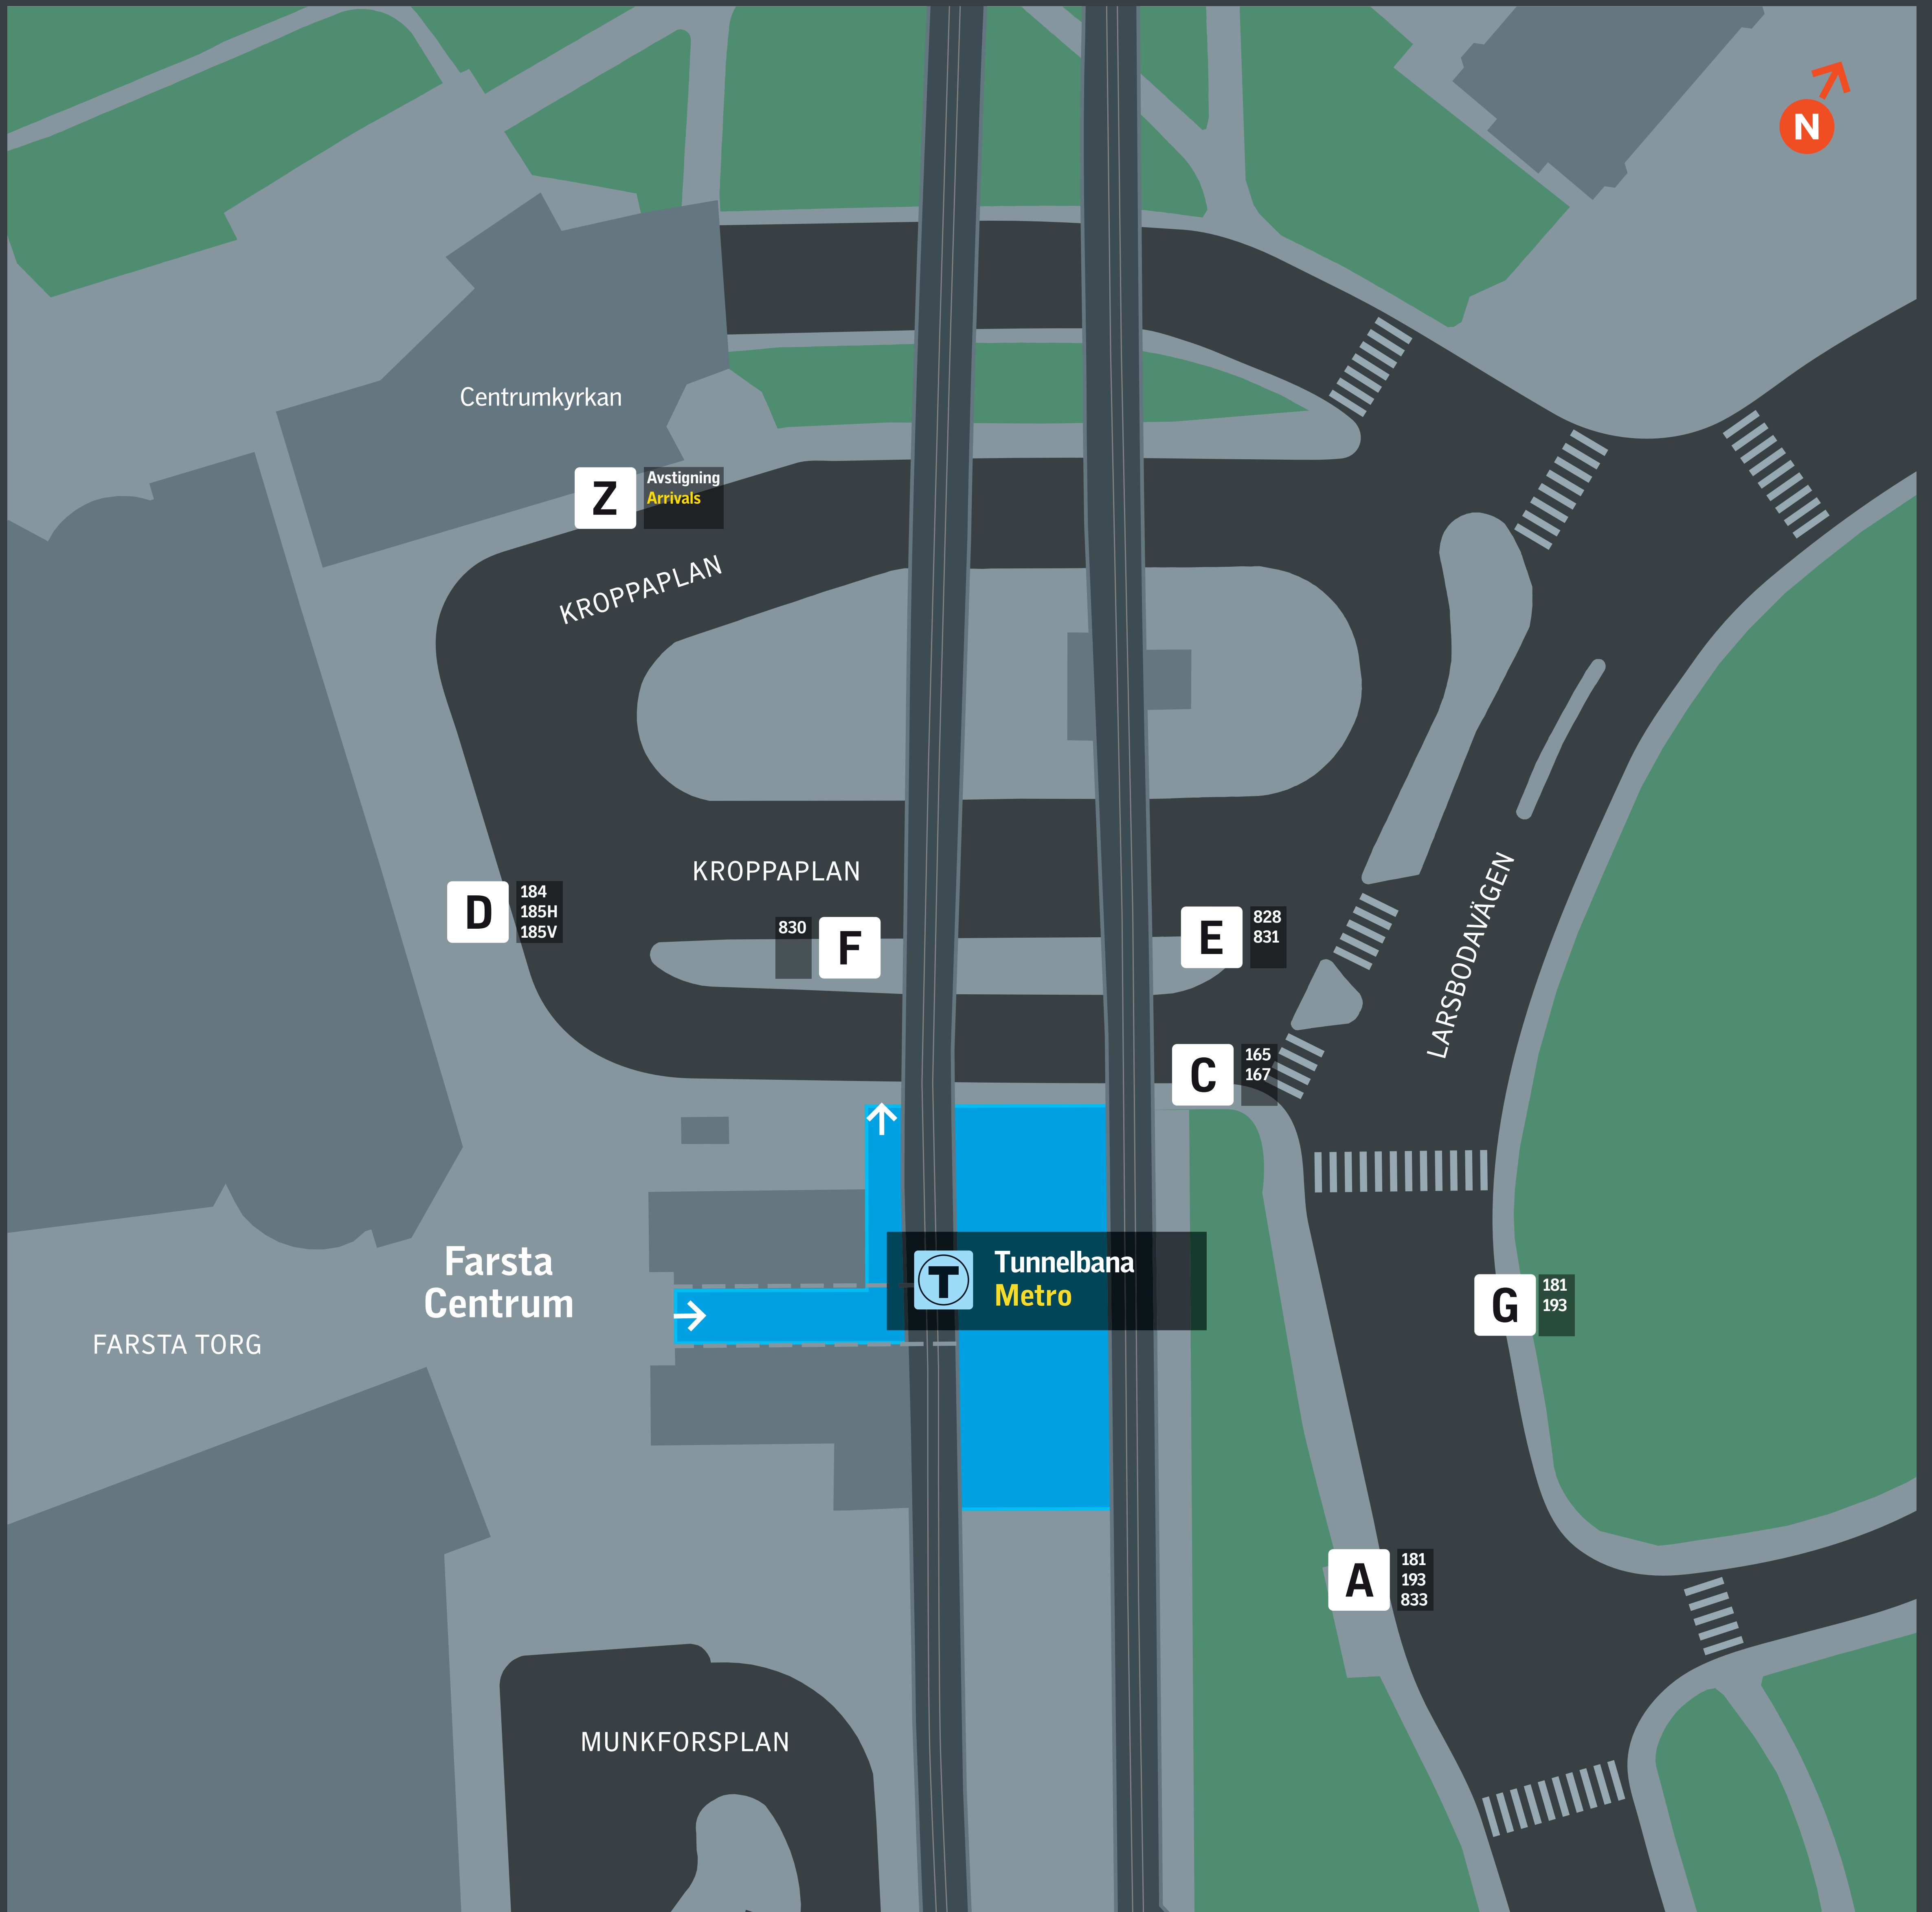 N
Centrumkyrkan
Z
Avstigning
Arrivals
KROPPAPLAN
KROPPAPLAN
D
184
185H
185V
830
F
E
828
831
LARSBODAVÄGEN
C
165
167
Farsta
Centrum
T
Tunnelbana
Metro
G
181
193
FARSTA TORG
A
181
193
833
MUNKFORSPLAN